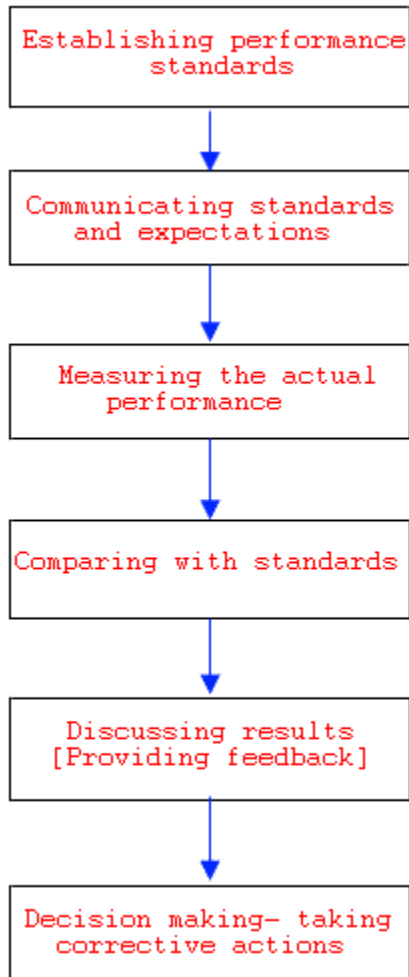 Establishing performance
standards
Communicating standards
and expectations
Measuring the actual
performance
Comparing with standards
Discussing results
[Providing feedback]
Decision making- taking
corrective actions